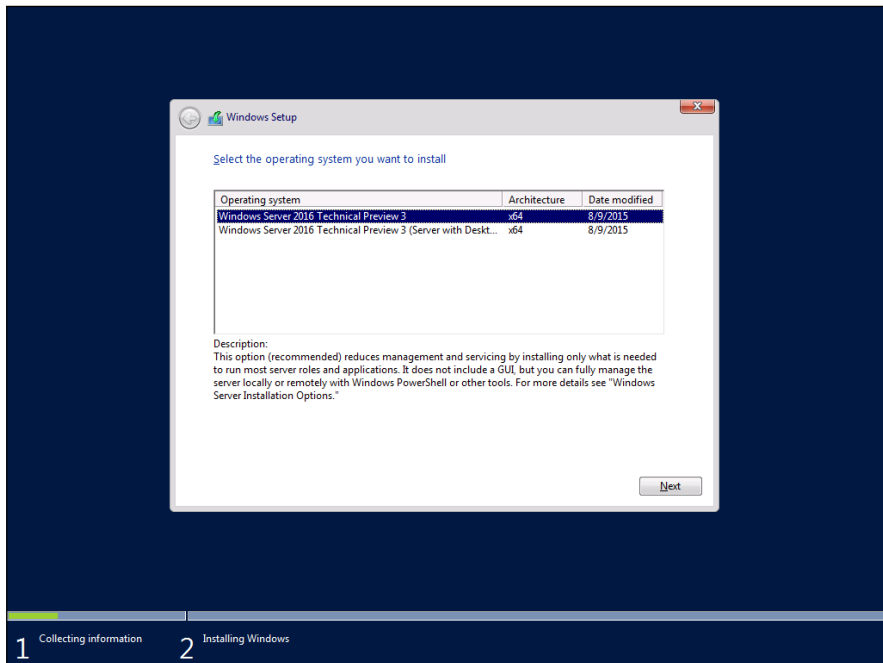 Windows Setup
Select the operating system you want to install
Operating system Architecture Date modified
Windows Server 2016 Technical Preview 3 x64 8/9/2015
Windows Server 2016 Technical Preview 3 (Server with Deskt... x64 8/9/2015
Description:
This option (recommended) reduces management and servicing by installing only what is needed
to run most server roles and applications. It does not include a GUI, but you can fully manage the
server locally or remotely with Windows PowerShell or other tools. For more details see "Windows
Server Installation Options."
Next
1 Collecting information 2 Installing Windows